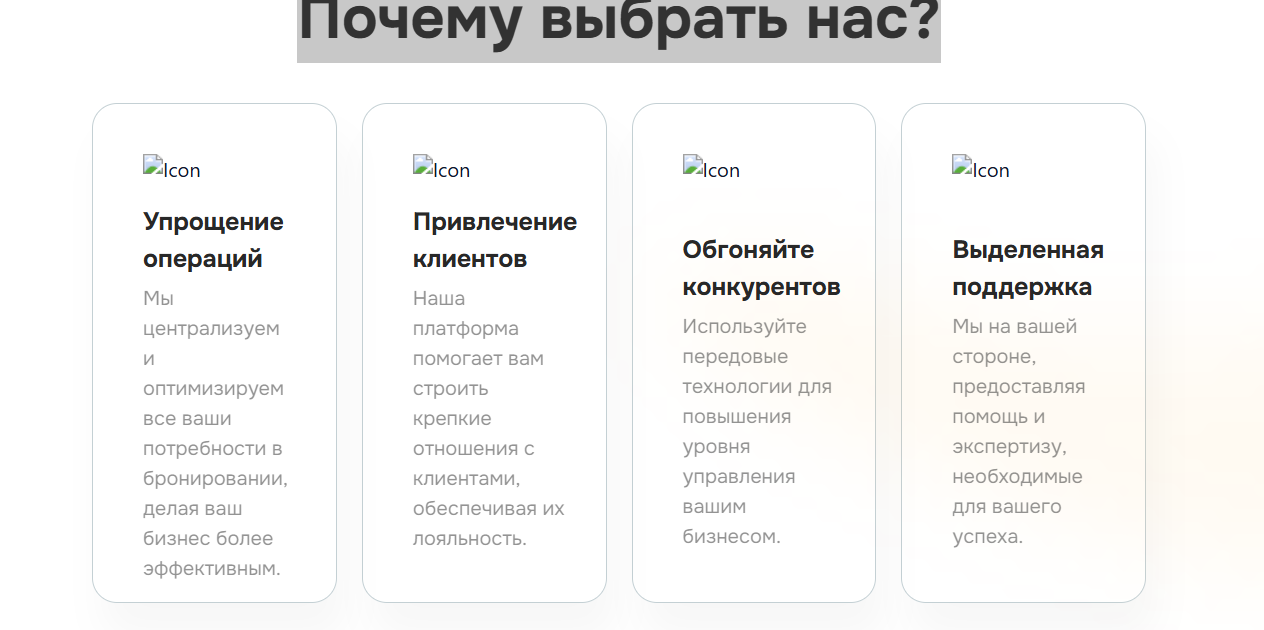 Почему выбрать нас?
Icon
Упрощение
операций
Мы
централизуем
и
оптимизируем
все ваши
потребности в
бронировании,
делая ваш
бизнес более
эффективным.
Icon
Привлечение
клиентов
Наша
платформа
помогает вам
строить
крепкие
отношения с
клиентами,
обеспечивая их
лояльность.
Icon
Обгоняйте
конкурентов
Используйте
передовые
технологии для
повышения
уровня
управления
вашим
бизнесом.
Icon
Выделенная
поддержка
Мы на вашей
стороне,
предоставляя
помощь и
экспертизу,
необходимые
для вашего
успеха.